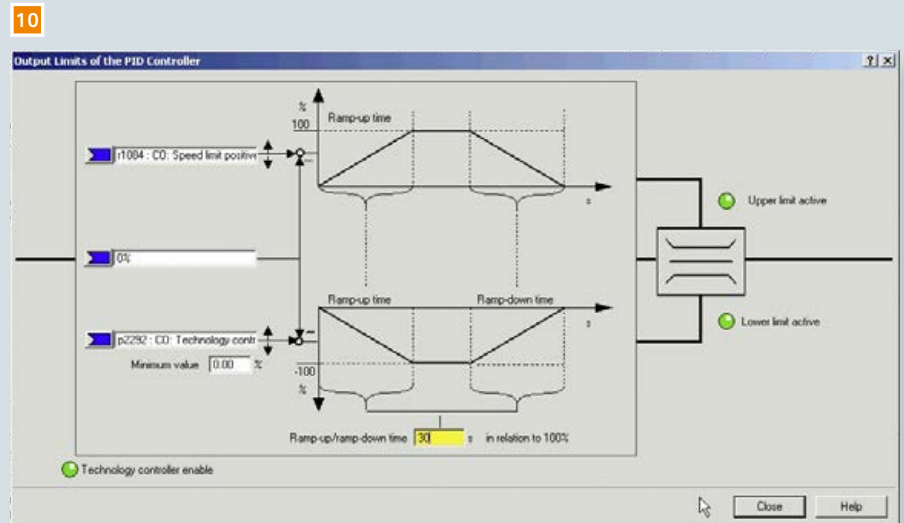 10
Output Limits of the PID Controller
%
100
Ramp-up time
r1084 : CO: Speed limit positive
s
Upper limit active
0%
Ramp-up time
Ramp-down time
s
Lower limit active
p2292 : CO: Technology contr
Minimum value 0.00 %
-100
%
Ramp-up/ramp-down time 30 s in relation to 100%
Technology controller enable
Close
Help